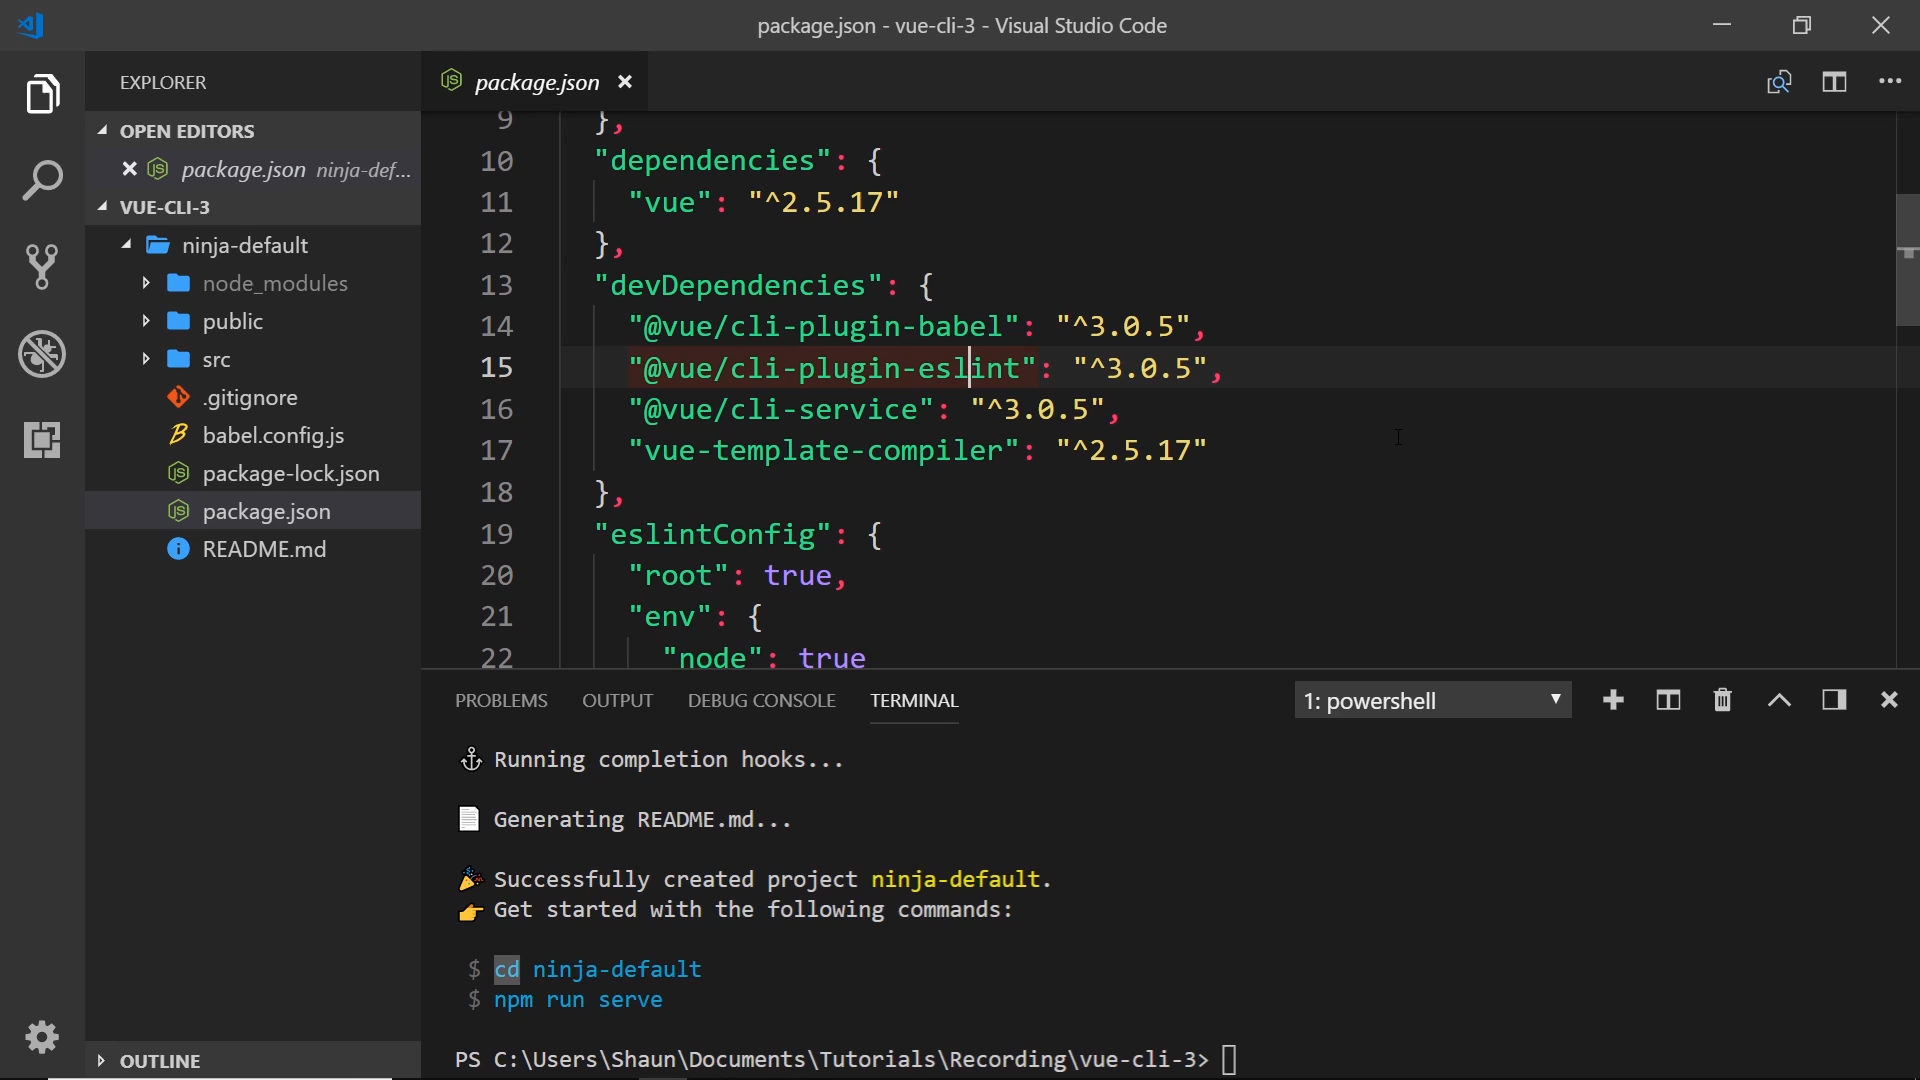 package.json - vue-cli-3 - Visual Studio Code
EXPLORER
OPEN EDITORS
package.json ninja-def...
VUE-CLI-3
ninja-default
node_modules
public
src
.gitignore
babel.config.js
package-lock.json
package.json
README.md
OUTLINE
package.json
9 },
10 "dependencies": {
11 "vue": "^2.5.17"
12 },
13 "devDependencies": {
14 "@vue/cli-plugin-babel": "^3.0.5",
15 "@vue/cli-plugin-eslint": "^3.0.5",
16 "@vue/cli-service": "^3.0.5",
17 "vue-template-compiler": "^2.5.17"
18 },
19 "eslintConfig": {
20 "root": true,
21 "env": {
22 "node": true
PROBLEMS OUTPUT DEBUG CONSOLE TERMINAL 1: powershell
⚓ Running completion hooks...
📄 Generating README.md...
🎉 Successfully created project ninja-default.
👉 Get started with the following commands:
$ cd ninja-default
$ npm run serve
PS C:\Users\Shaun\Documents\Tutorials\Recording\vue-cli-3>